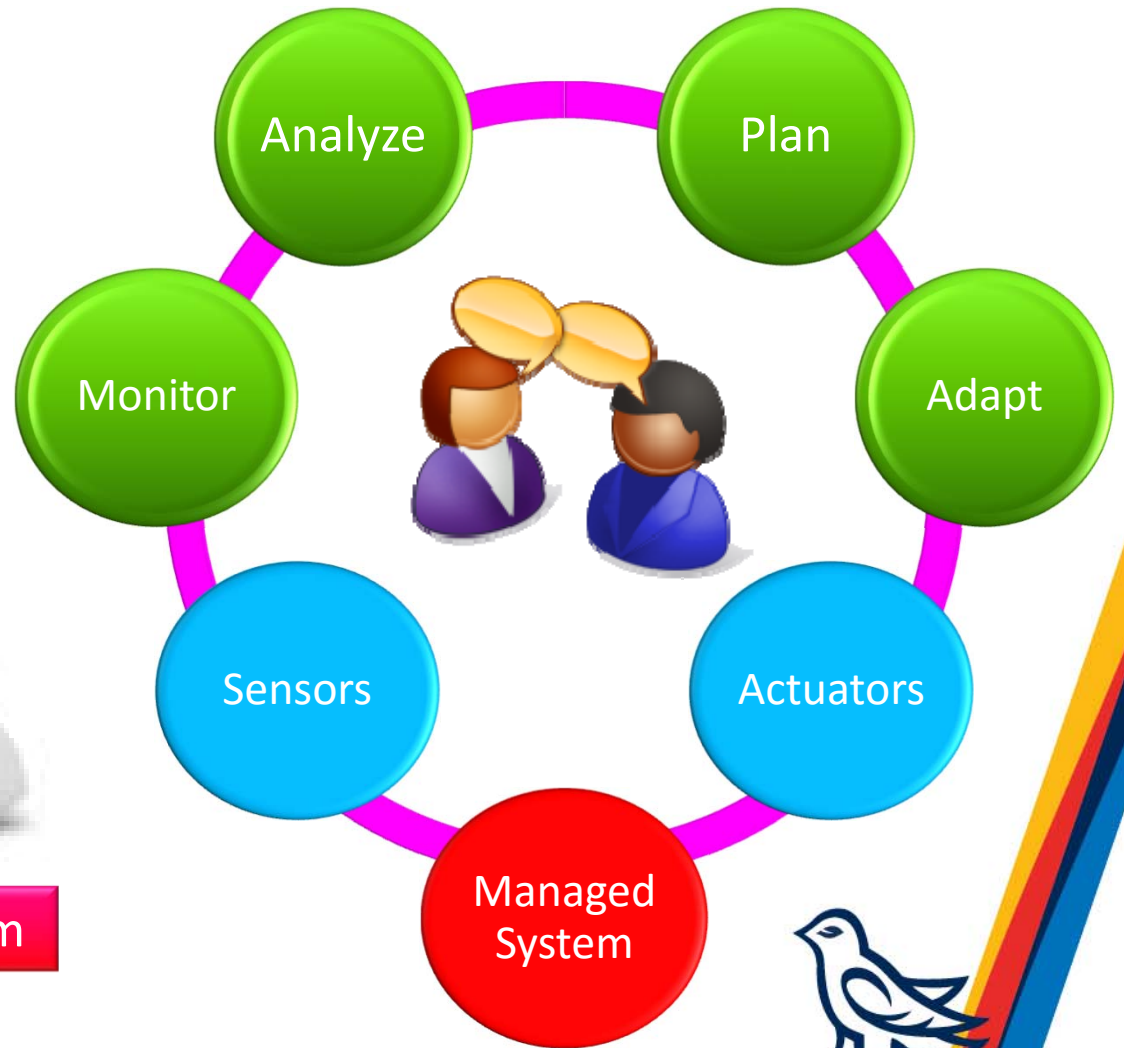 Analyze
Plan
Monitor
Adapt
Sensors
Actuators
Managed
System
m